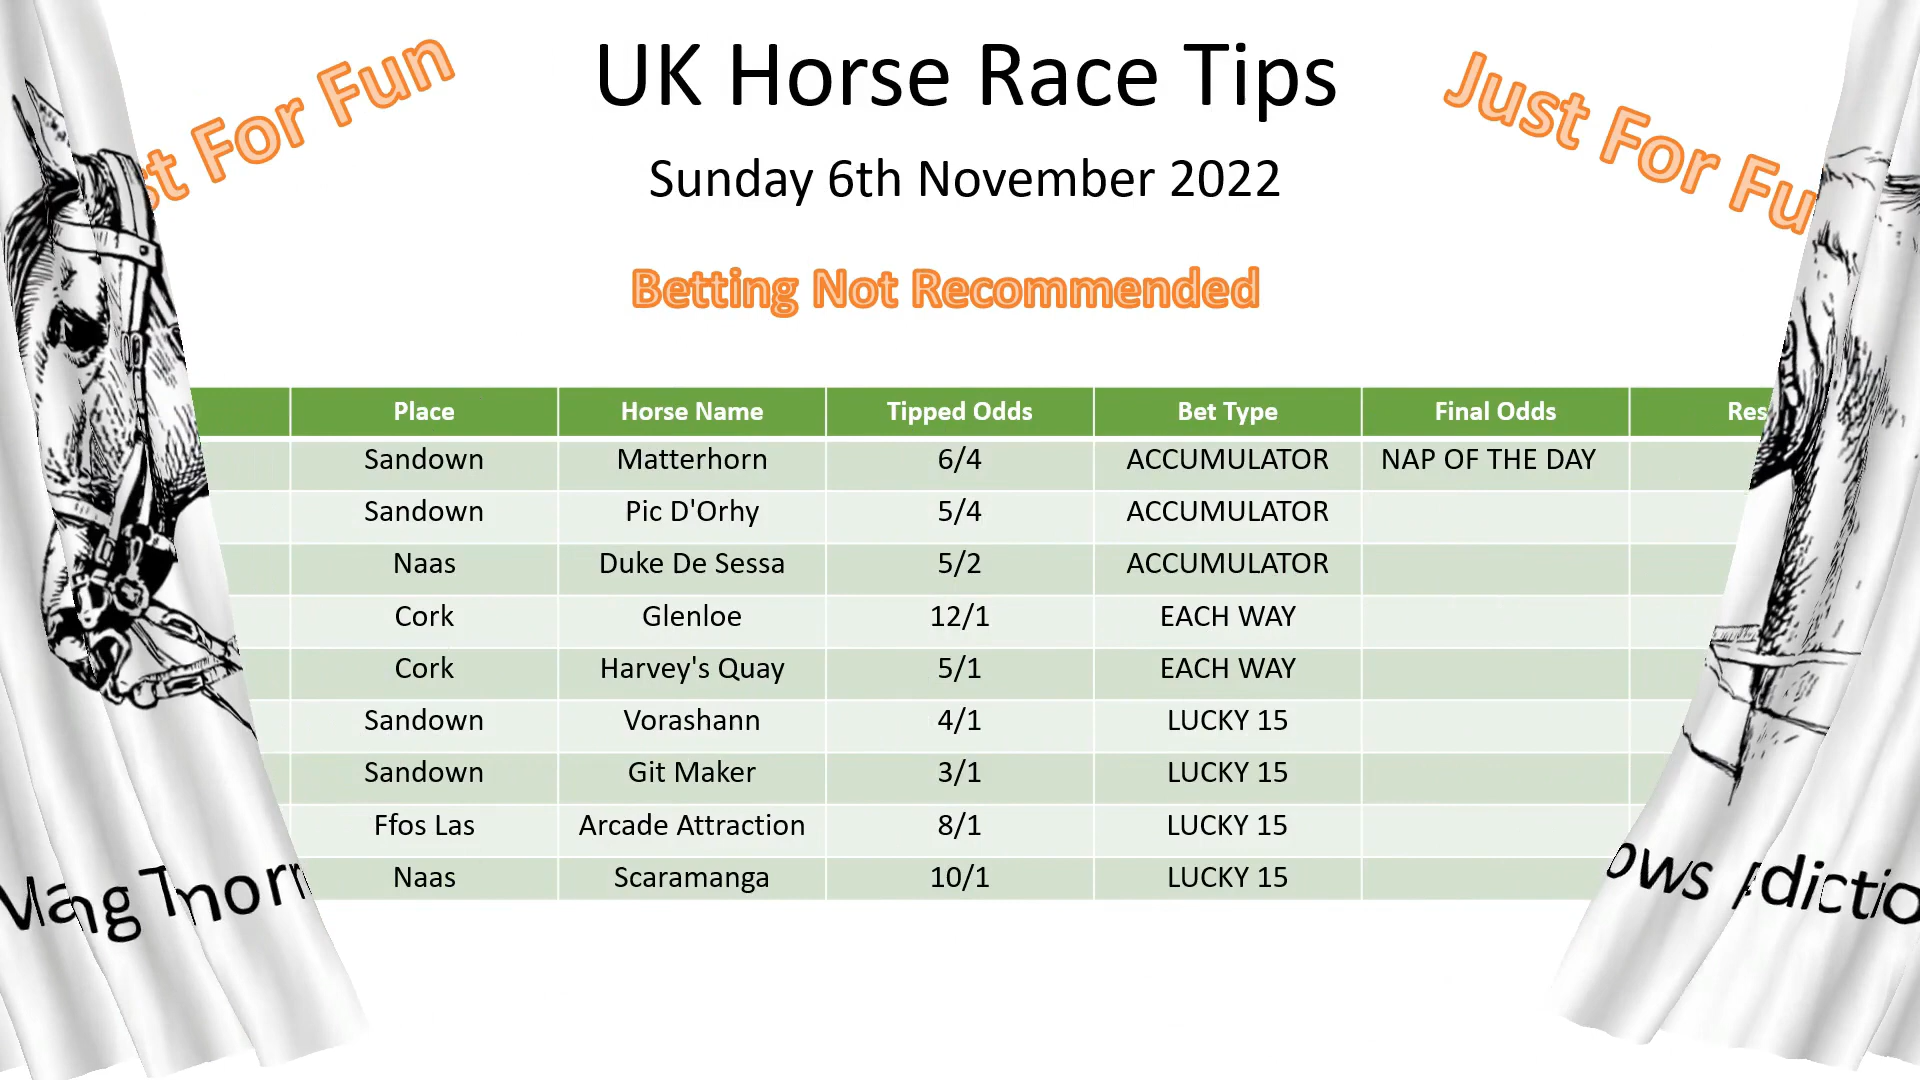 UK Horse Race Tips
For Fun
Just For
Sunday 6th November 2022
Betting Not Recommended
Place Horse Name Tipped Odds Bet Type Final Odds
Sandown Matterhorn 6/4 ACCUMULATOR NAP OF THE DAY
Sandown Pic D'Orhy 5/4 ACCUMULATOR
Naas Duke De Sessa 5/2 ACCUMULATOR
Cork Glenloe 12/1 EACH WAY
Cork Harvey's Quay 5/1 EACH WAY
Sandown Vorashann 4/1 LUCKY 15
Sandown Git Maker 3/1 LUCKY 15
Ffos Las Arcade Attraction 8/1 LUCKY 15
Naas Scaramanga 10/1 LUCKY 15